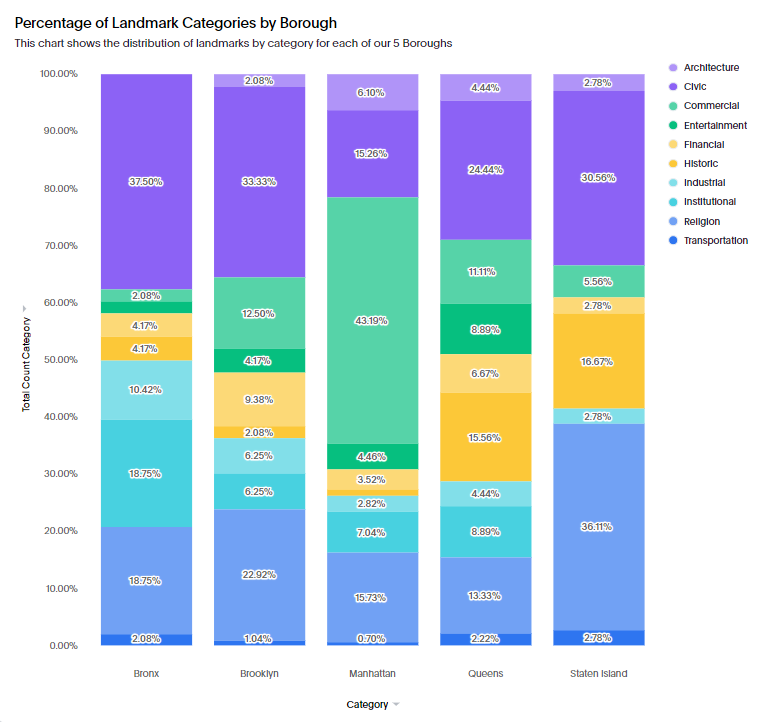 Percentage of Landmark Categories by Borough
This chart shows the distribution of landmarks by category for each of our 5 Boroughs
100.00%
90.00%
80.00%
70.00%
60.00%
50.00%
40.00%
30.00%
20.00%
10.00%
0.00%
Total Count Category
37.50%
2.08%
4.17%
4.17%
10.42%
18.75%
18.75%
2.08%
2.08%
33.33%
12.50%
4.17%
9.38%
2.08%
6.25%
6.25%
22.92%
1.04%
6.10%
15.26%
43.19%
4.46%
3.52%
2.82%
7.04%
15.73%
0.70%
4.44%
24.44%
11.11%
8.89%
6.67%
15.56%
4.44%
8.89%
13.33%
2.22%
2.78%
30.56%
5.56%
2.78%
16.67%
2.78%
36.11%
2.78%
Bronx
Brooklyn
Manhattan
Queens
Staten Island
Category
Architecture
Civic
Commercial
Entertainment
Financial
Historic
Industrial
Institutional
Religion
Transportation